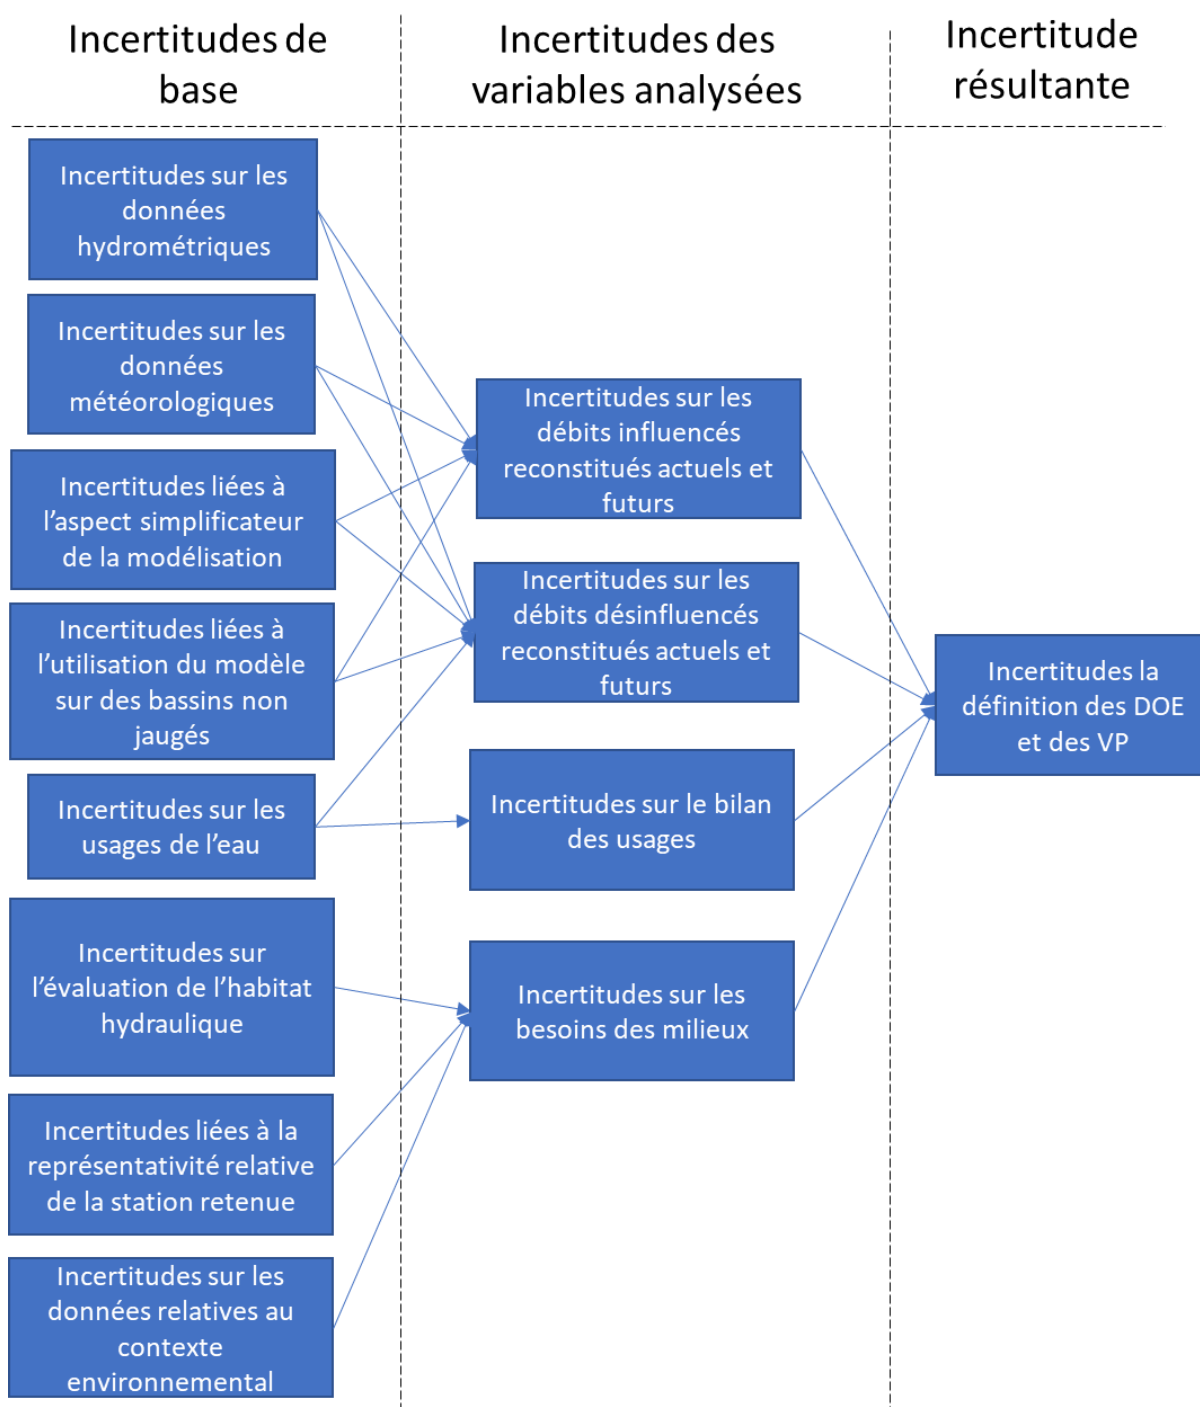 Incertitudes de
base
Incertitudes des
variables analysées
Incertitude
résultante
Incertitudes sur les
données
hydrométriques
Incertitudes sur les
données
météorologiques
Incertitudes liées à
l’aspect simplificateur
de la modélisation
Incertitudes liées à
l’utilisation du modèle
sur des bassins non
jaugés
Incertitudes sur les
usages de l’eau
Incertitudes sur
l’évaluation de l’habitat
hydraulique
Incertitudes liées à la
représentativité relative
de la station retenue
Incertitudes sur les
données relatives au
contexte
environnemental
Incertitudes sur les
débits influencés
reconstitués actuels et
futurs
Incertitudes sur les
débits désinfluencés
reconstitués actuels et
futurs
Incertitudes sur le bilan
des usages
Incertitudes sur les
besoins des milieux
Incertitudes la
définition des DOE
et des VP